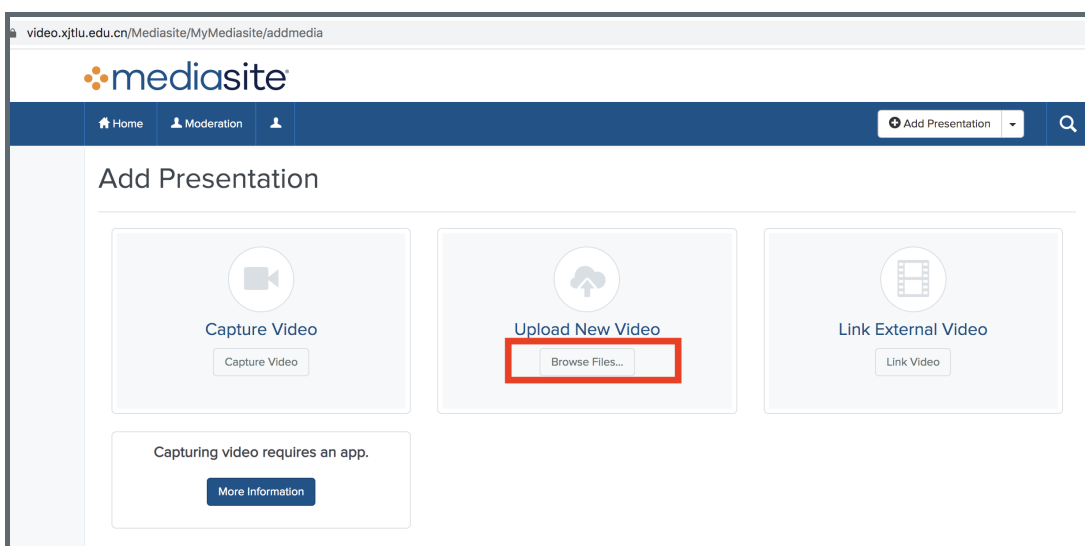 video.xjtlu.edu.cn/Mediasite/MyMediasite/addmedia
mediasite
Home Moderation Add Presentation
Add Presentation
Capture Video
Capture Video
Upload New Video
Browse Files...
Link External Video
Link Video
Capturing video requires an app.
More Information